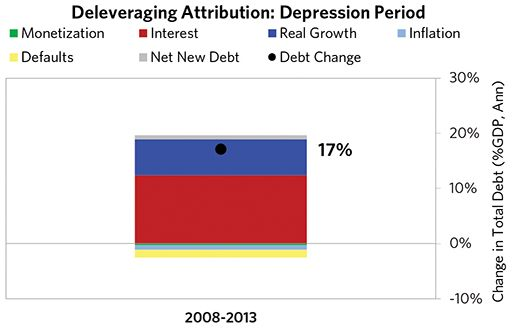 Deleveraging Attribution: Depression Period
Monetization Interest Real Growth Inflation
Defaults Net New Debt Debt Change
30%
20%
17%
10%
0%
-10%
Change in Total Debt (%GDP, Ann)
2008-2013